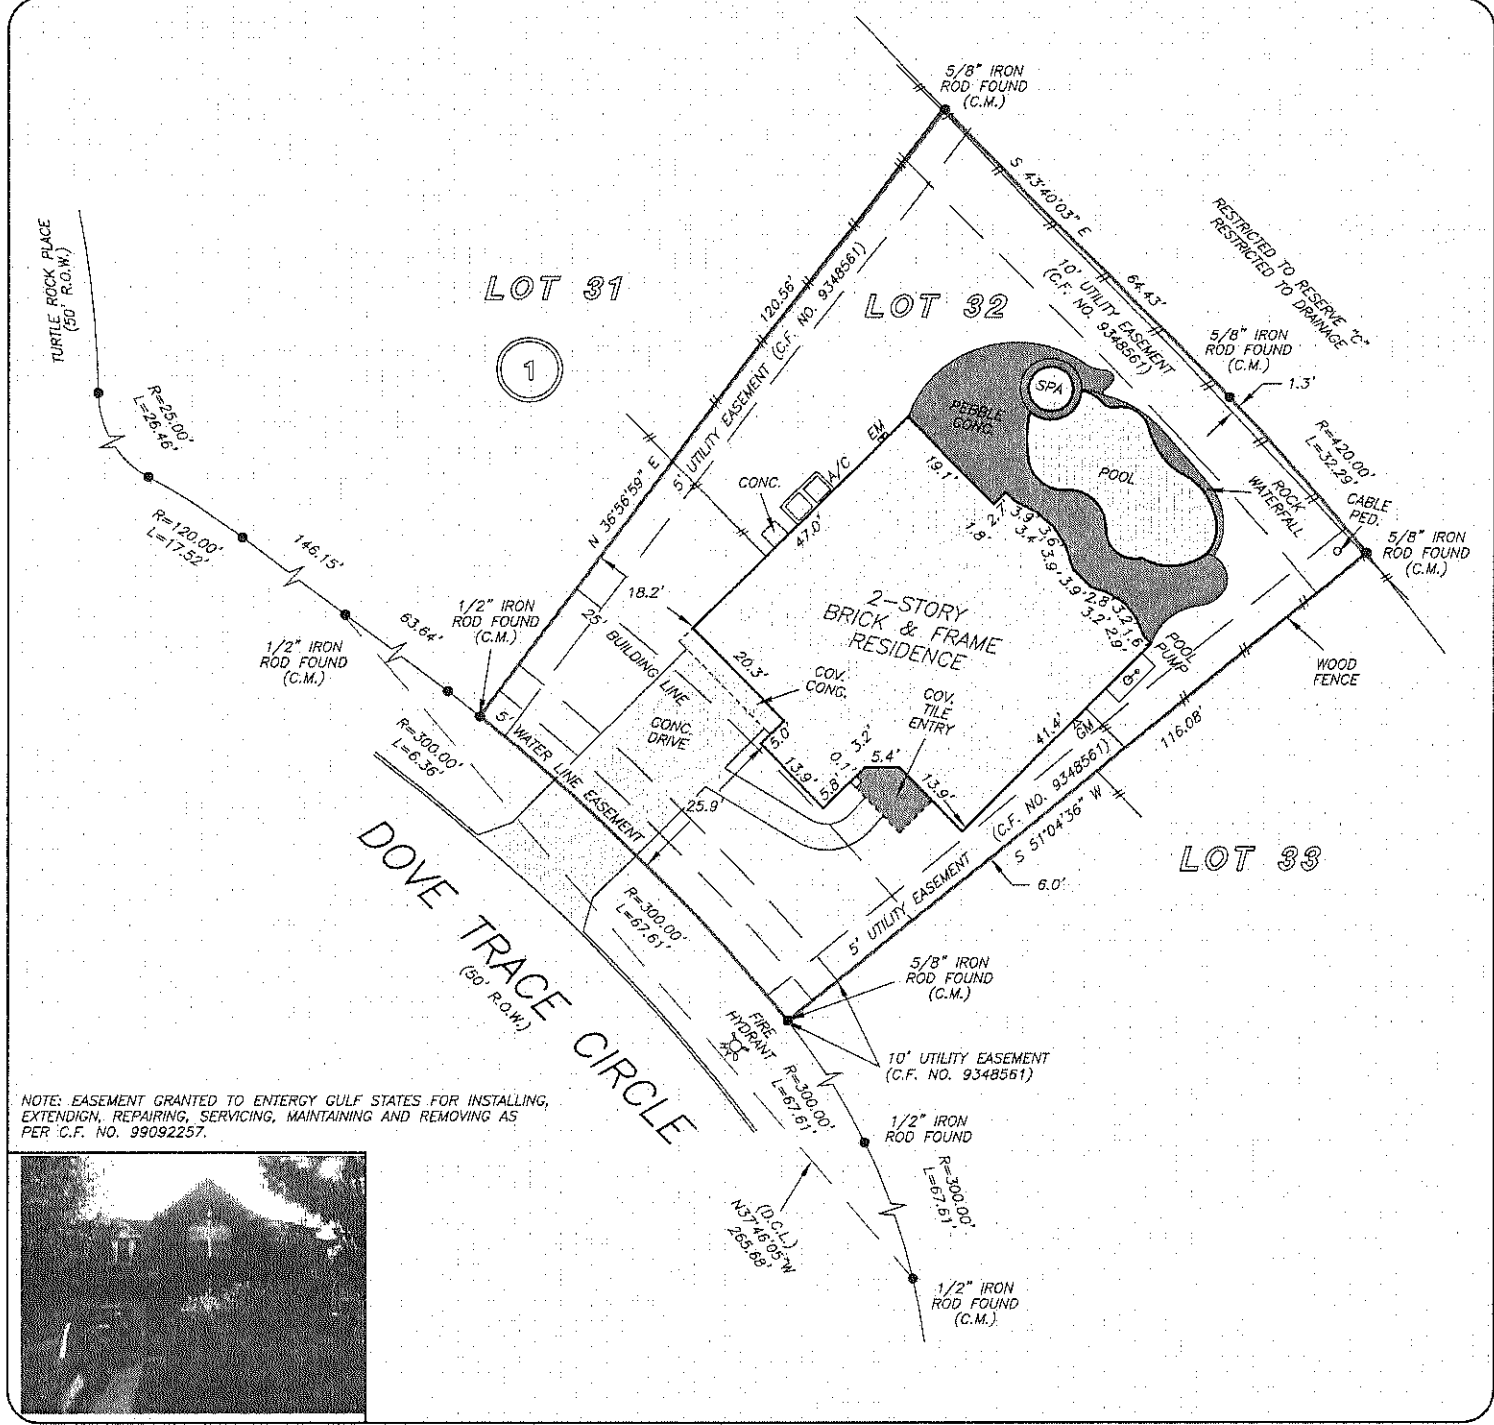 5/8" IRON
ROD FOUND
(C.M.)
S 43°40'03" E
64.43'
RESTRICTED TO RESERVE "C"
RESTRICTED TO DRAINAGE
10' UTILITY EASEMENT
(C.F. NO. 9348561)
5/8" IRON
ROD FOUND
(C.M.)
1.3'
R=420.00'
L=32.29'
TURTLE ROCK PLACE
(50' R.O.W.)
LOT 31
1
LOT 32
120.56'
N 36°56'59" E
5' UTILITY EASEMENT (C.F. NO. 9348561)
R=25.00'
L=26.46'
R=120.00'
L=17.52'
146.15'
63.64'
1/2" IRON
ROD FOUND
(C.M.)
1/2" IRON
ROD FOUND
(C.M.)
SPA
PEBBLE
CONC.
POOL
ROCK
WATERFALL
CABLE
PED.
5/8" IRON
ROD FOUND
(C.M.)
EM
A/C
CONC.
47.0'
19.1'
2.7'
1.8'
3.9'
3.4'
3.6'
3.9'
3.9'
2.8'
3.2'
3.2'
2.9'
1.6'
POOL
PUMP
WOOD
FENCE
18.2'
25' BUILDING LINE
2-STORY
BRICK & FRAME
RESIDENCE
20.3'
COV.
CONC.
COV.
TILE
ENTRY
CONC.
DRIVE
5.0'
13.9'
5.8'
0.1'
3.2'
5.4'
13.9'
41.4'
GM
116.08'
S 51°04'36" W
5' UTILITY EASEMENT (C.F. NO. 9348561)
6.0'
LOT 33
5' WATER LINE EASEMENT
25.9'
R=300.00'
L=6.36'
R=300.00'
L=67.61'
DOVE TRACE CIRCLE
(50' R.O.W.)
5/8" IRON
ROD FOUND
(C.M.)
FIRE
HYDRANT
10' UTILITY EASEMENT
(C.F. NO. 9348561)
R=300.00'
L=67.61'
1/2" IRON
ROD FOUND
R=300.00'
L=67.61'
(D.C.L.)
N37°46'05"W
265.68'
1/2" IRON
ROD FOUND
(C.M.)
NOTE: EASEMENT GRANTED TO ENTERGY GULF STATES FOR INSTALLING,
EXTENDIGN, REPAIRING, SERVICING, MAINTAINING AND REMOVING AS
PER C.F. NO. 99092257.